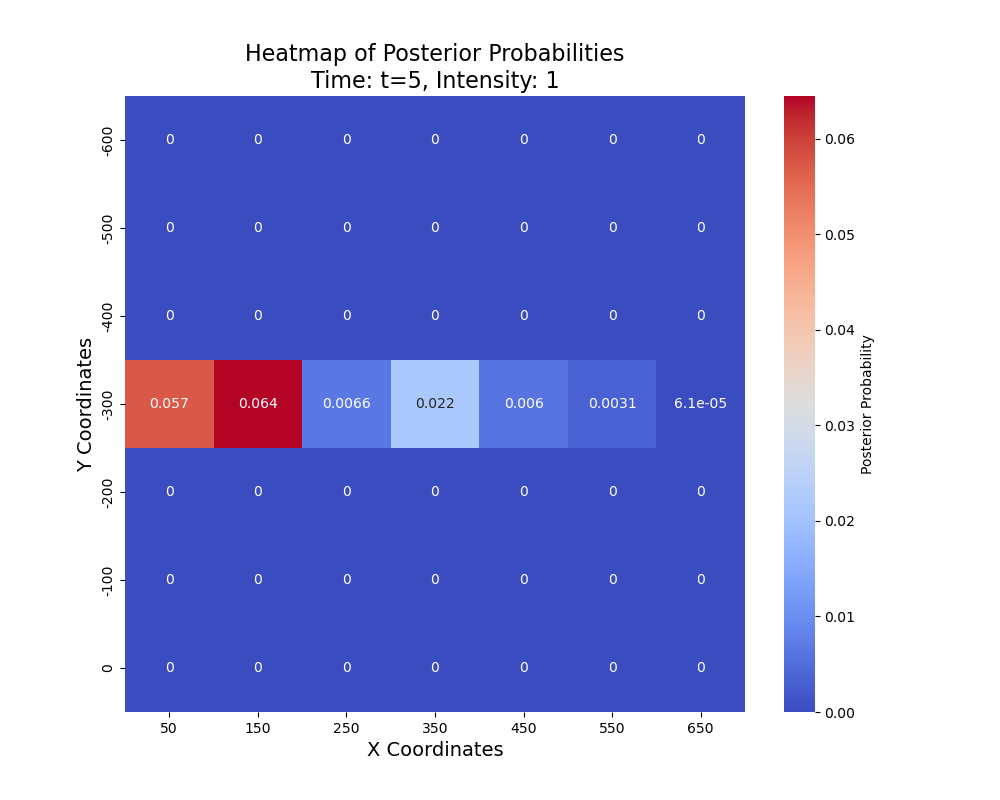 Heatmap of Posterior Probabilities
Time: t=5, Intensity: 1
-600 0 0 0 0 0 0 0
-500 0 0 0 0 0 0 0
-400 0 0 0 0 0 0 0
-300 0.057 0.064 0.0066 0.022 0.006 0.0031 6.1e-05
-200 0 0 0 0 0 0 0
-100 0 0 0 0 0 0 0
0 0 0 0 0 0 0 0
50 150 250 350 450 550 650
X Coordinates
Y Coordinates
0.06
0.05
0.04
0.03
0.02
0.01
0.00
Posterior Probability